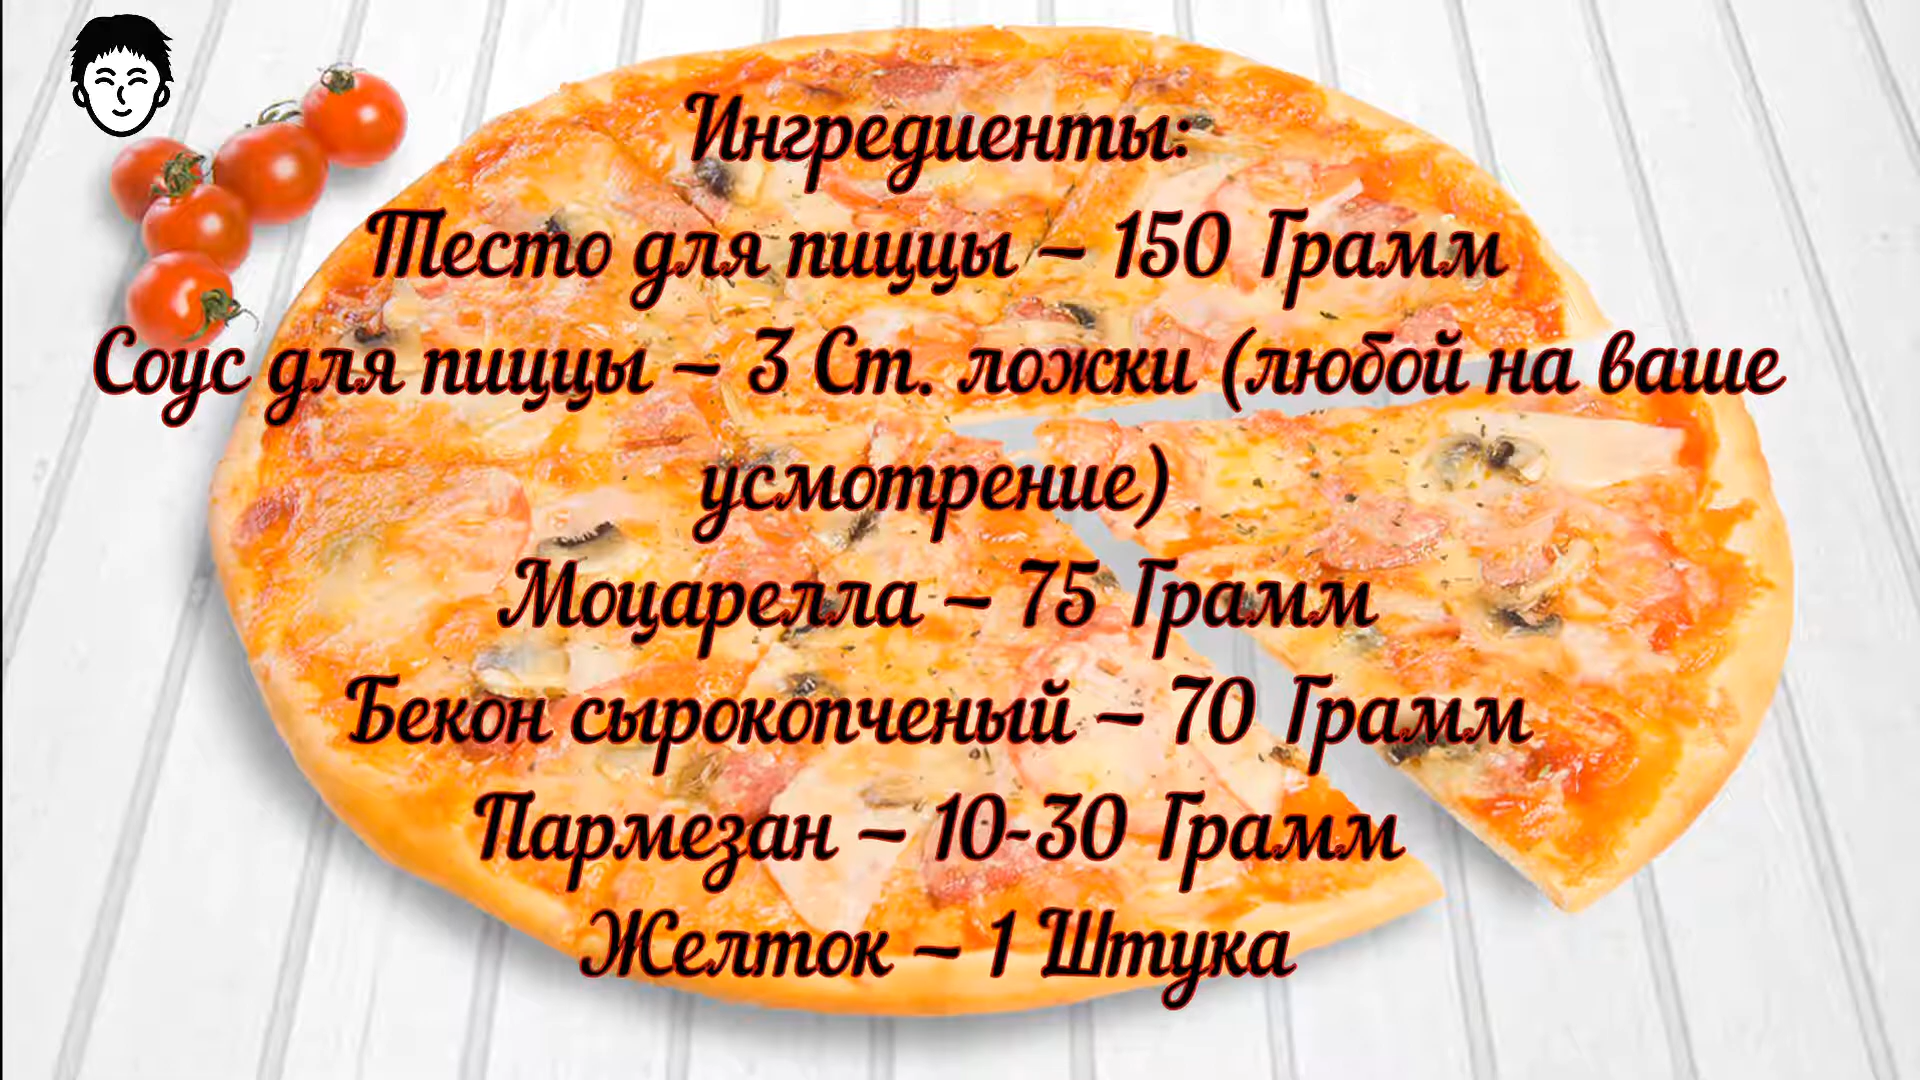 Ингредиенты:
Тесто для пиццы – 150 Грамм
Соус для пиццы – 3 Ст. ложки (любой на ваше
усмотрение)
Моцарелла – 75 Грамм
Бекон сырокопченый – 70 Грамм
Пармезан – 10-30 Грамм
Желток – 1 Штука